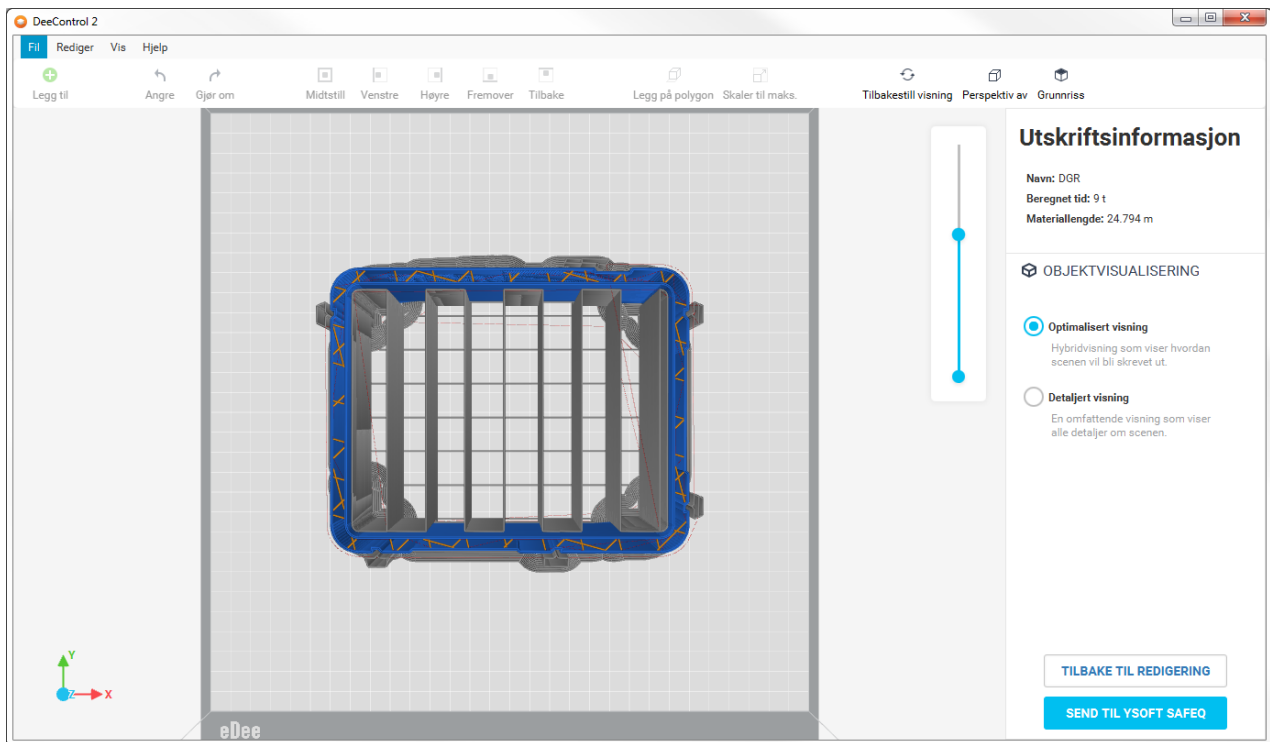 DeeControl 2
Fil Rediger Vis Hjelp
Legg til Angre Gjør om Midtstill Venstre Høyre Fremover Tilbake Legg på polygon Skaler til maks. Tilbakestill visning Perspektiv av Grunnriss
Utskriftsinformasjon
Navn: DGR
Beregnet tid: 9 t
Materiallengde: 24.794 m
OBJEKTVISUALISERING
Optimalisert visning
Hybridvisning som viser hvordan
scenen vil bli skrevet ut.
Detaljert visning
En omfattende visning som viser
alle detaljer om scenen.
Y
Z X
TILBAKE TIL REDIGERING
SEND TIL YSOFT SAFEQ
eDee